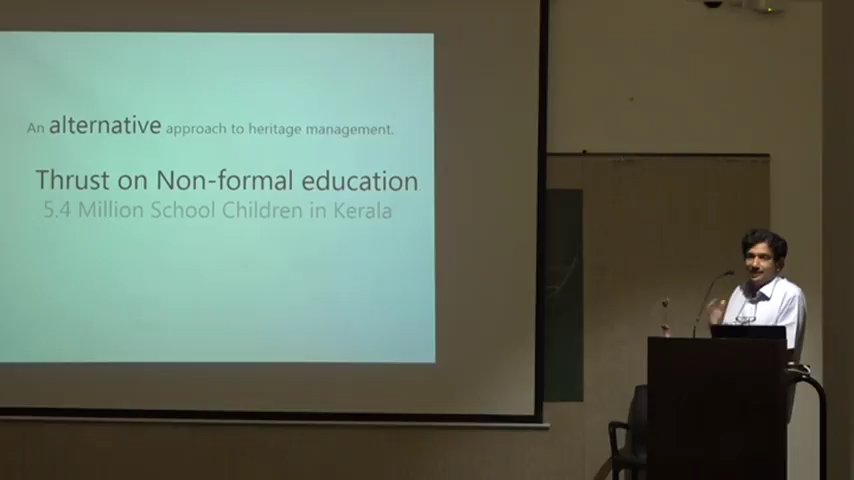 An alternative approach to heritage management.
Thrust on Non-formal education
5.4 Million School Children in Kerala